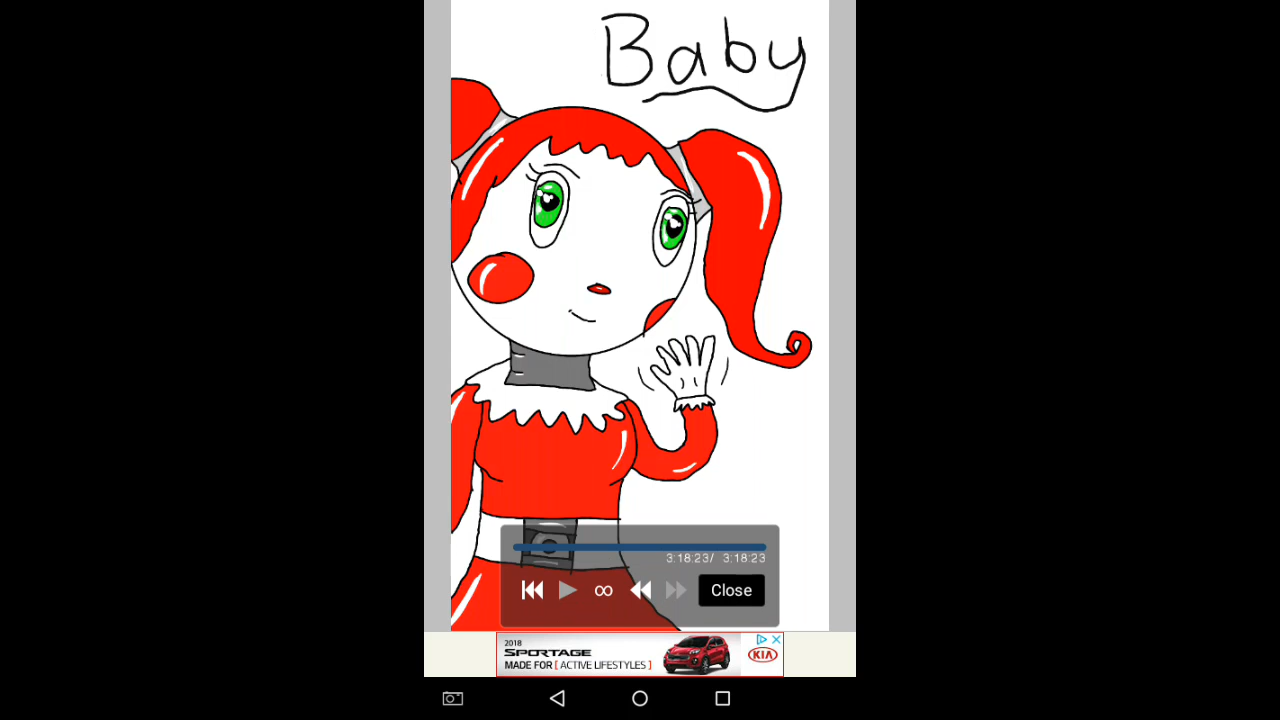 Baby
3:18:23/ 3:18:23
Close
2018
SPORTAGE
MADE FOR [ ACTIVE LIFESTYLES ]
KIA